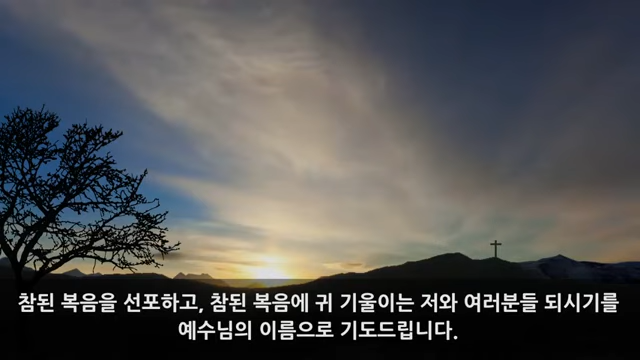 참된 복음을 선포하고, 참된 복음에 귀 기울이는 저와 여러분들 되시기를
예수님의 이름으로 기도드립니다.